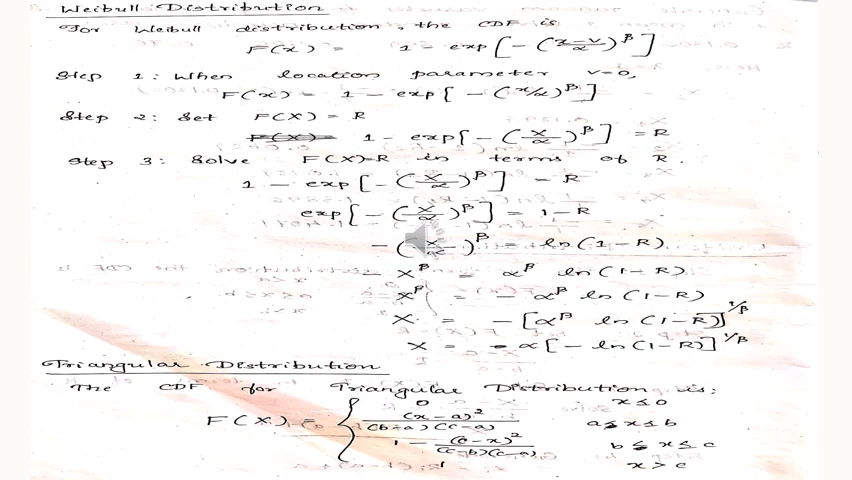 Weibull Distribution
For Weibull distribution, the CDF is
F(x) = 1 - exp[-(x-v/α)^β]
Step 1: When location parameter v=0,
F(x) = 1 - exp[-(x/α)^β]
Step 2: Set F(X) = R
1 - exp[-(X/α)^β] = R
Step 3: Solve F(X)=R in terms of R.
1 - exp[-(X/α)^β] = R
exp[-(X/α)^β] = 1-R
-(X/α)^β = ln(1-R)
- X^β = α^β ln(1-R)
X^β = - α^β ln(1-R)
X = -[α^β ln(1-R)]^1/β
X = α[-ln(1-R)]^1/β
Triangular Distribution
The CDF for Triangular Distribution is:
F(X) = { 0 x≤0
(x-a)²/(b-a)(c-a) a≤x≤b
1 - (c-x)²/(c-b)(c-a) b≤x≤c
1 x>c